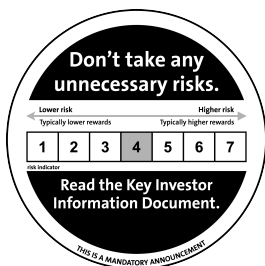 Don't take any
unnecessary risks.
Lower risk Higher risk
Typically lower rewards Typically higher rewards
1 2 3 4 5 6 7
risk indicator
Read the Key Investor
Information Document.
THIS IS A MANDATORY ANNOUNCEMENT